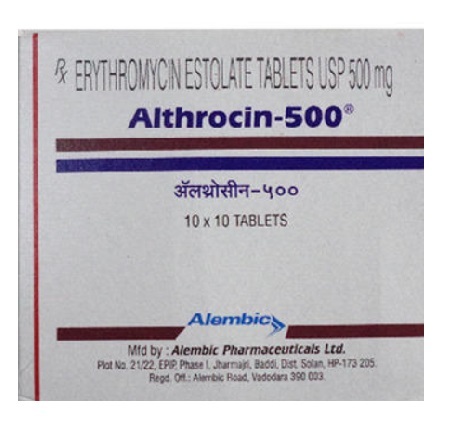 Rx ERYTHROMYCIN ESTOLATE TABLETS USP 500 mg
Althrocin-500®
ॲलथ्रोसीन-५००
10 x 10 TABLETS
Alembic
Mfd by : Alembic Pharmaceuticals Ltd.
Plot No. 21/22, EPIP, Phase I, Jharmajri, Baddi, Dist. Solan, HP-173 205.
Regd. Off.: Alembic Road, Vadodara 390 003.